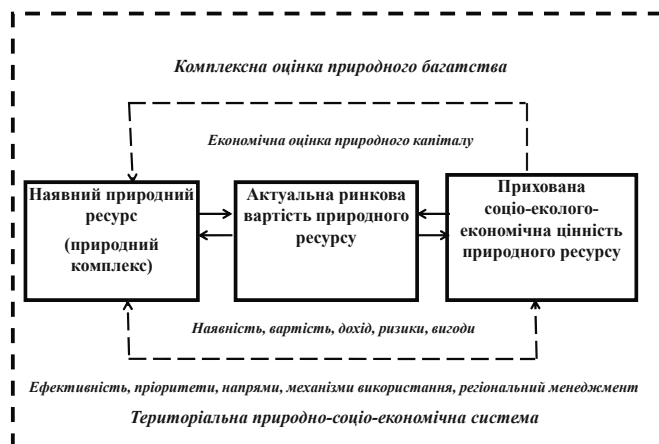 Комплексна оцінка природного багатства
Економічна оцінка природного капіталу
Наявний природний
ресурс
(природний
комплекс)
Актуальна ринкова
вартість природного
ресурсу
Прихована
соціо-еколого-
економічна цінність
природного ресурсу
Наявність, вартість, дохід, ризики, вигоди
Ефективність, пріоритети, напрями, механізми використання, регіональний менеджмент
Територіальна природно-соціо-економічна система